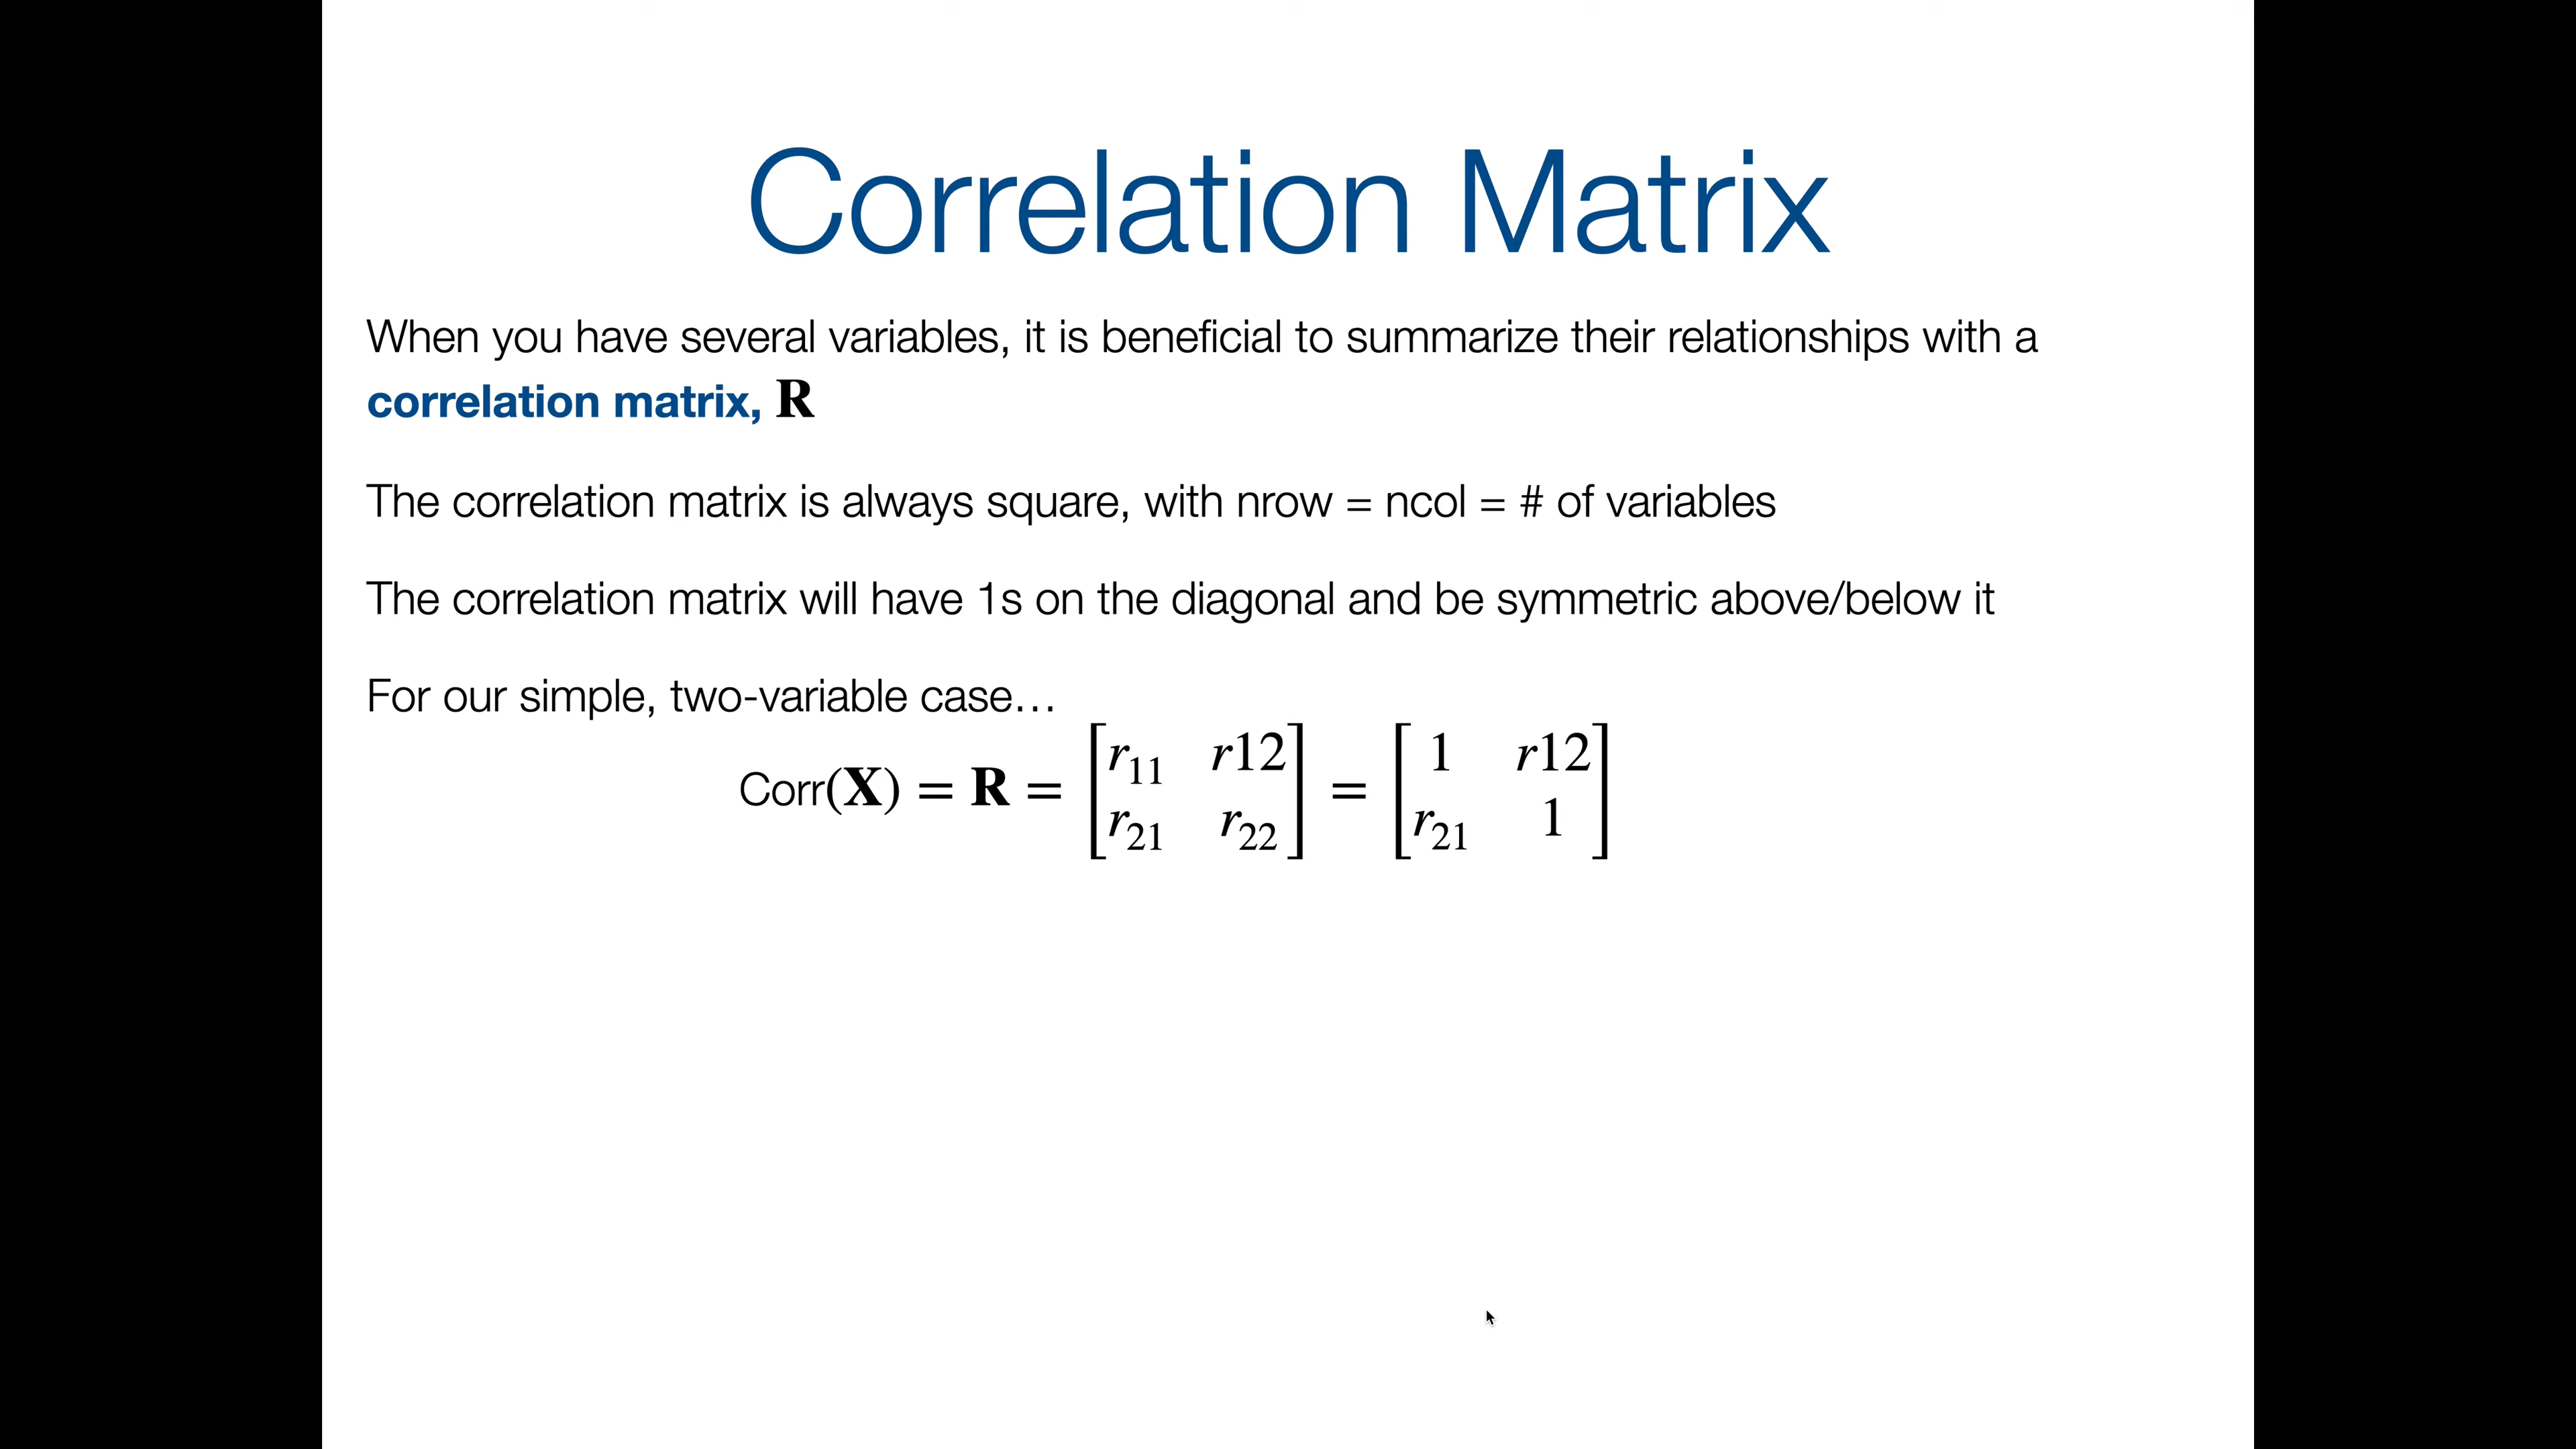 Correlation Matrix
When you have several variables, it is beneficial to summarize their relationships with a
correlation matrix, R
The correlation matrix is always square, with nrow = ncol = # of variables
The correlation matrix will have 1s on the diagonal and be symmetric above/below it
For our simple, two-variable case…
Corr(X) = R = [r₁₁ r12; r₂₁ r₂₂] = [1 r12; r₂₁ 1]